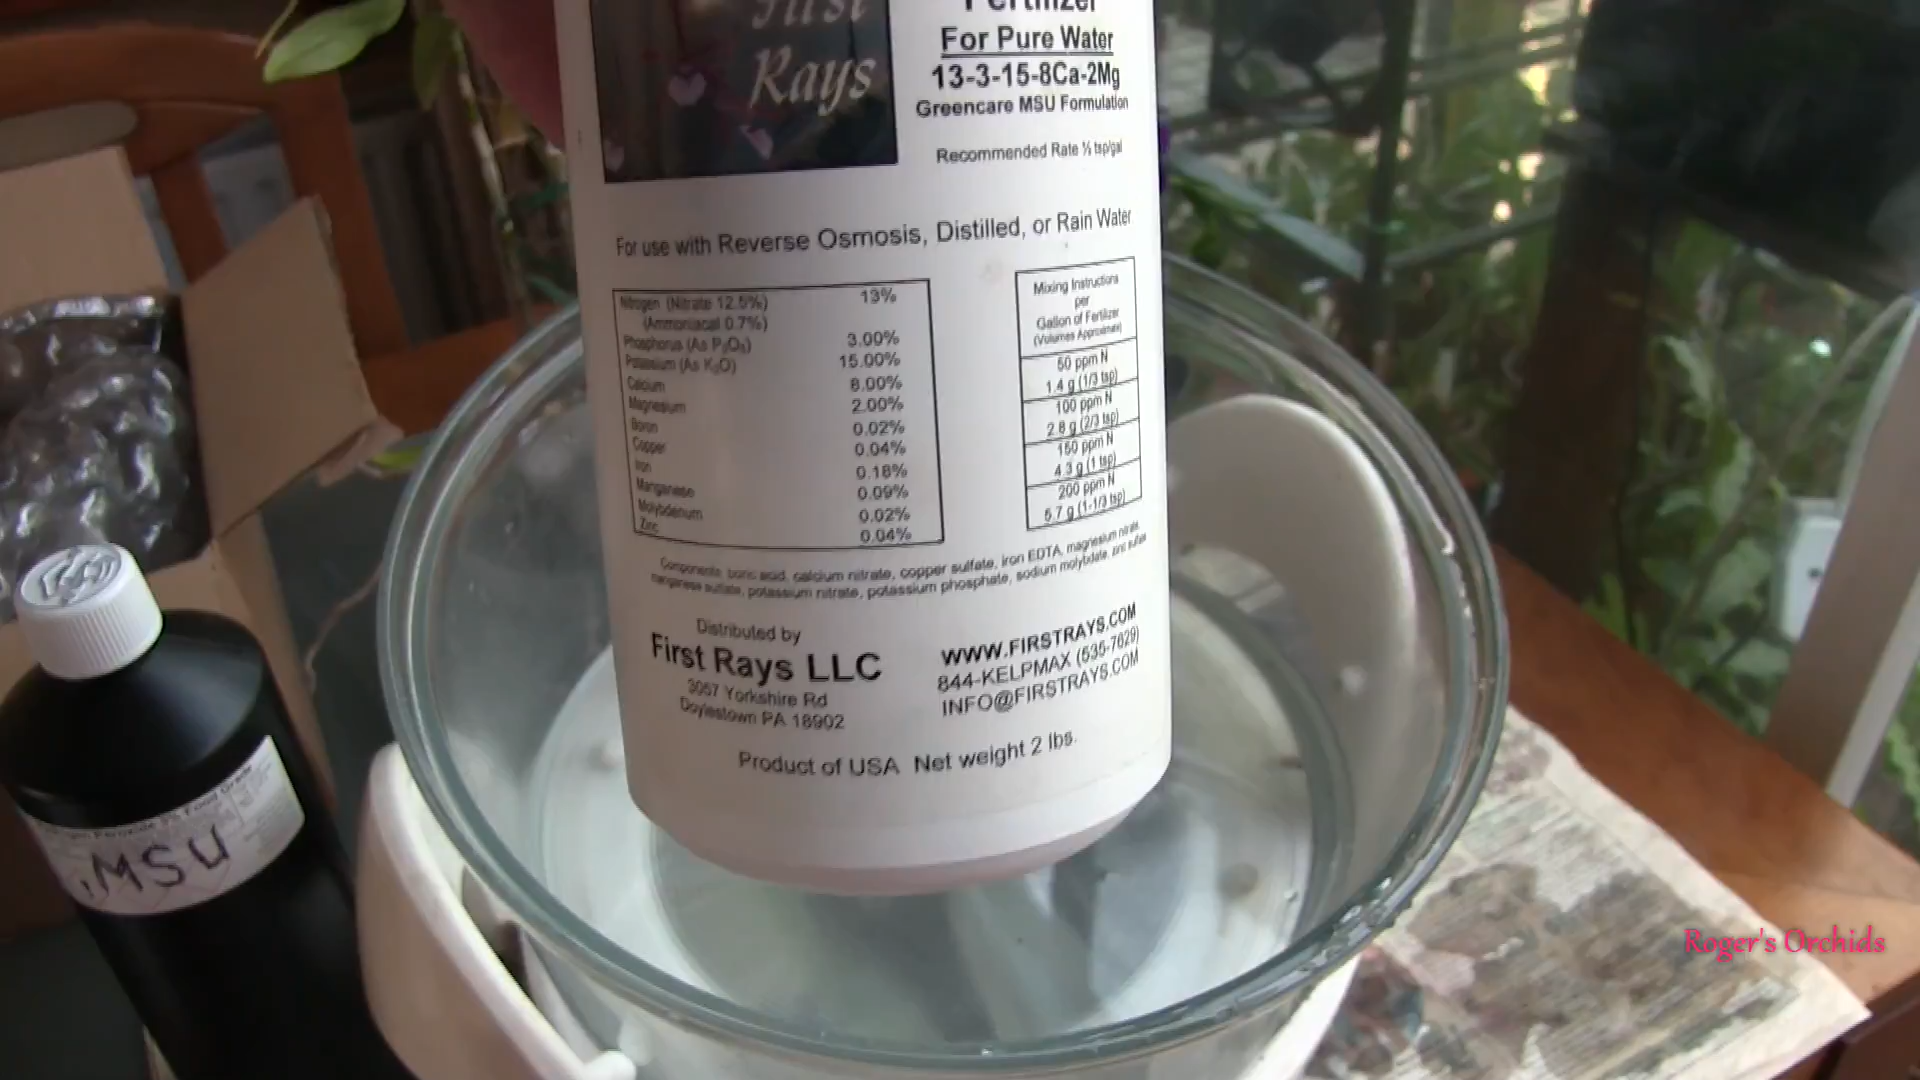 First
Rays
Fertilizer
For Pure Water
13-3-15-8Ca-2Mg
Greencare MSU Formulation
Recommended Rate ⅓ tsp/gal
For use with Reverse Osmosis, Distilled, or Rain Water
Nitrogen (Nitrate 12.5%) 13%
(Ammoniacal 0.7%)
Phosphorus (As P₂O₅) 3.00%
Potassium (As K₂O) 15.00%
Calcium 8.00%
Magnesium 2.00%
Boron 0.02%
Copper 0.04%
Iron 0.18%
Manganese 0.09%
Molybdenum 0.02%
Zinc 0.04%
Mixing Instructions
per
Gallon of Fertilizer
(Volumes Approximate)
50 ppm N
1.4 g (1/3 tsp)
100 ppm N
2.8 g (2/3 tsp)
150 ppm N
4.3 g (1 tsp)
200 ppm N
5.7 g (1-1/3 tsp)
Components: boric acid, calcium nitrate, copper sulfate, iron EDTA, magnesium nitrate,
manganese sulfate, potassium nitrate, potassium phosphate, sodium molybdate, zinc sulfate
Distributed by
First Rays LLC
3057 Yorkshire Rd
Doylestown PA 18902
WWW.FIRSTRAYS.COM
844-KELPMAX (535-7629)
INFO@FIRSTRAYS.COM
Product of USA Net weight 2 lbs.
Peroxide 3% Food Grade
MSU
Roger's Orchids